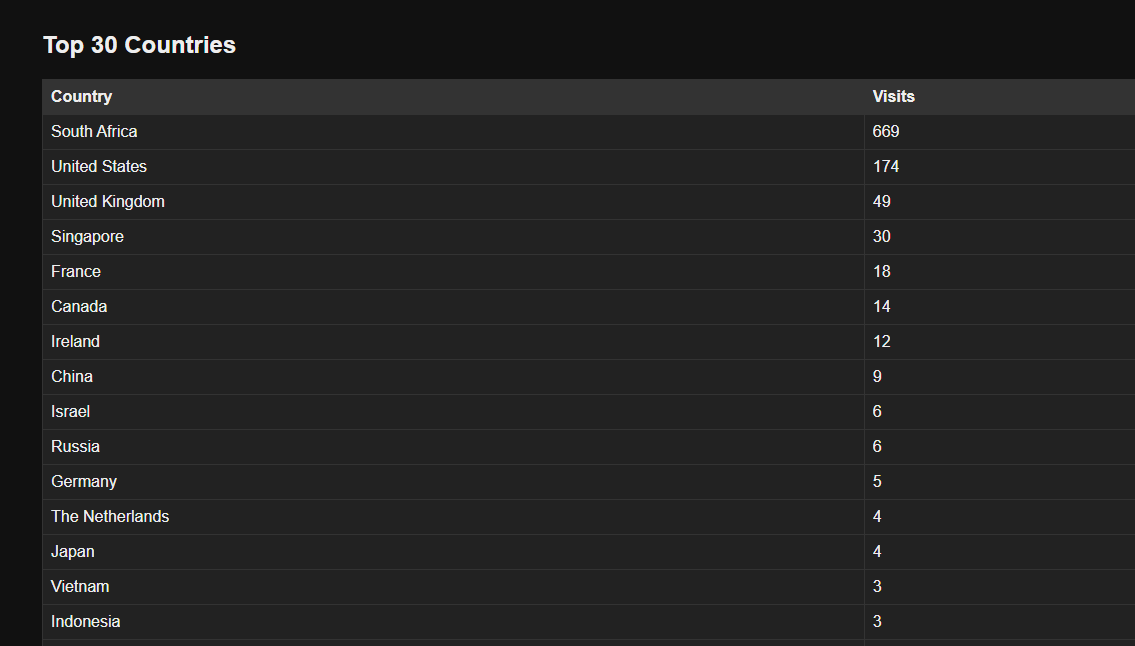 Top 30 Countries
Country Visits
South Africa 669
United States 174
United Kingdom 49
Singapore 30
France 18
Canada 14
Ireland 12
China 9
Israel 6
Russia 6
Germany 5
The Netherlands 4
Japan 4
Vietnam 3
Indonesia 3